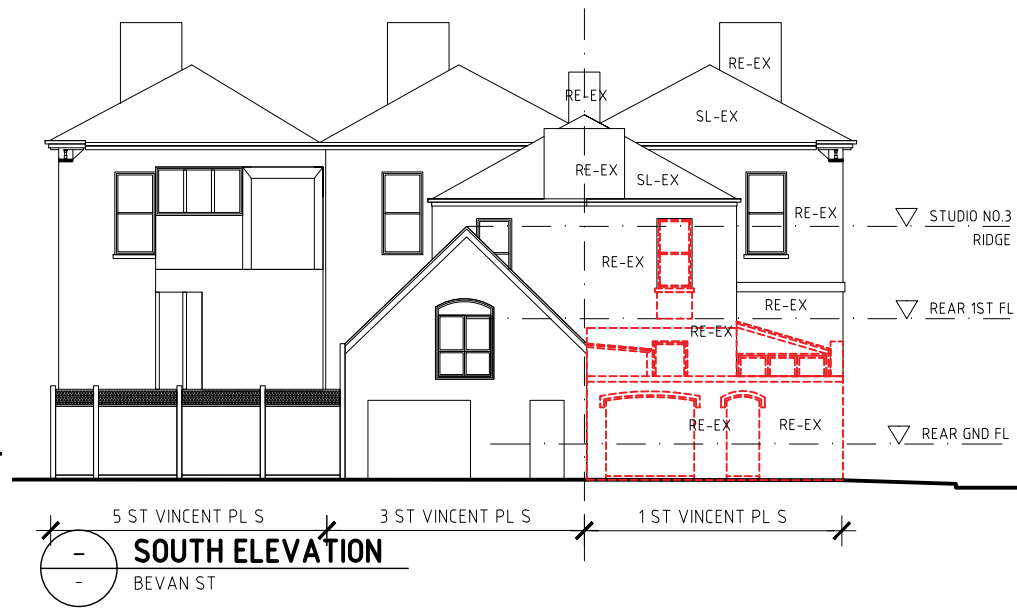 RE-EX
RE-EX
SL-EX
RE-EX
SL-EX
RE-EX
STUDIO NO.3
RIDGE
RE-EX
RE-EX
REAR 1ST FL
RE-EX
RE-EX
RE-EX
REAR GND FL
5 ST VINCENT PL S
3 ST VINCENT PL S
1 ST VINCENT PL S
-
SOUTH ELEVATION
-
BEVAN ST